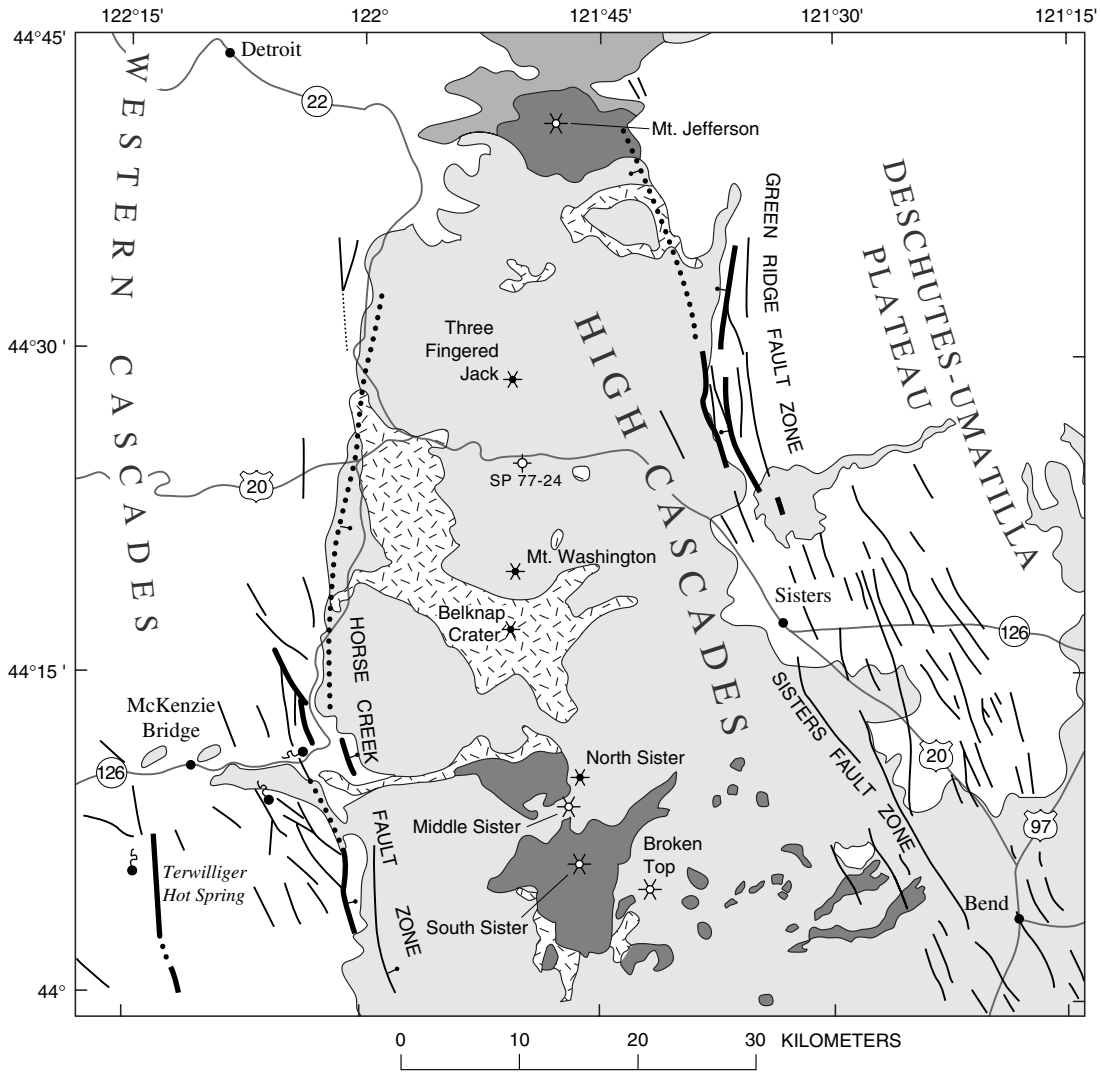 122°15'
122°
121°45'
121°30'
121°15'
44°45'
44°30'
44°15'
44°
Detroit
22
WESTERN CASCADES
Mt. Jefferson
GREEN RIDGE FAULT ZONE
DESCHUTES-UMATILLA
PLATEAU
HIGH CASCADES
Three
Fingered
Jack
20
SP 77-24
Mt. Washington
Belknap
Crater
Sisters
126
HORSE CREEK
FAULT
ZONE
McKenzie
Bridge
126
SISTERS FAULT ZONE
20
97
North Sister
Middle Sister
Broken
Top
South Sister
Terwilliger
Hot Spring
Bend
0
10
20
30
KILOMETERS